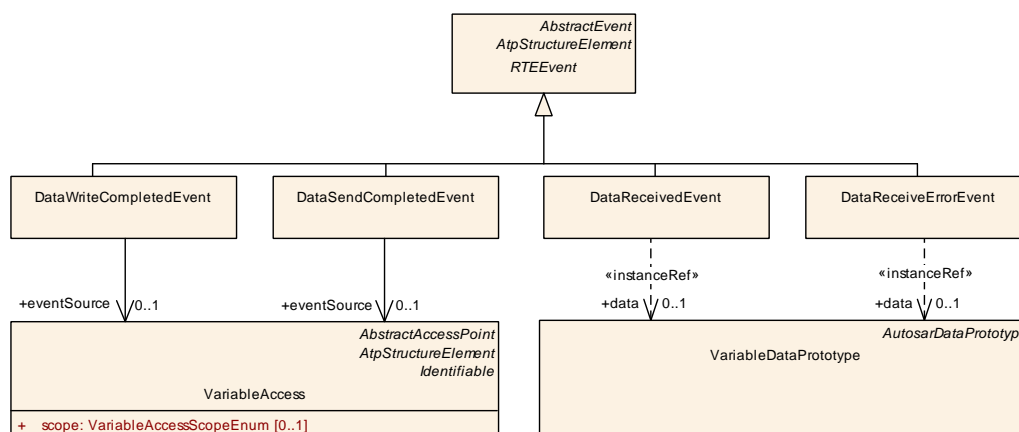 AbstractEvent
AtpStructureElement
RTEEvent
DataWriteCompletedEvent
DataSendCompletedEvent
DataReceivedEvent
DataReceiveErrorEvent
«instanceRef»
«instanceRef»
+eventSource 0..1
+eventSource 0..1
+data 0..1
+data 0..1
AbstractAccessPoint
AtpStructureElement
Identifiable
VariableAccess
+ scope: VariableAccessScopeEnum [0..1]
AutosarDataPrototyp
VariableDataPrototype